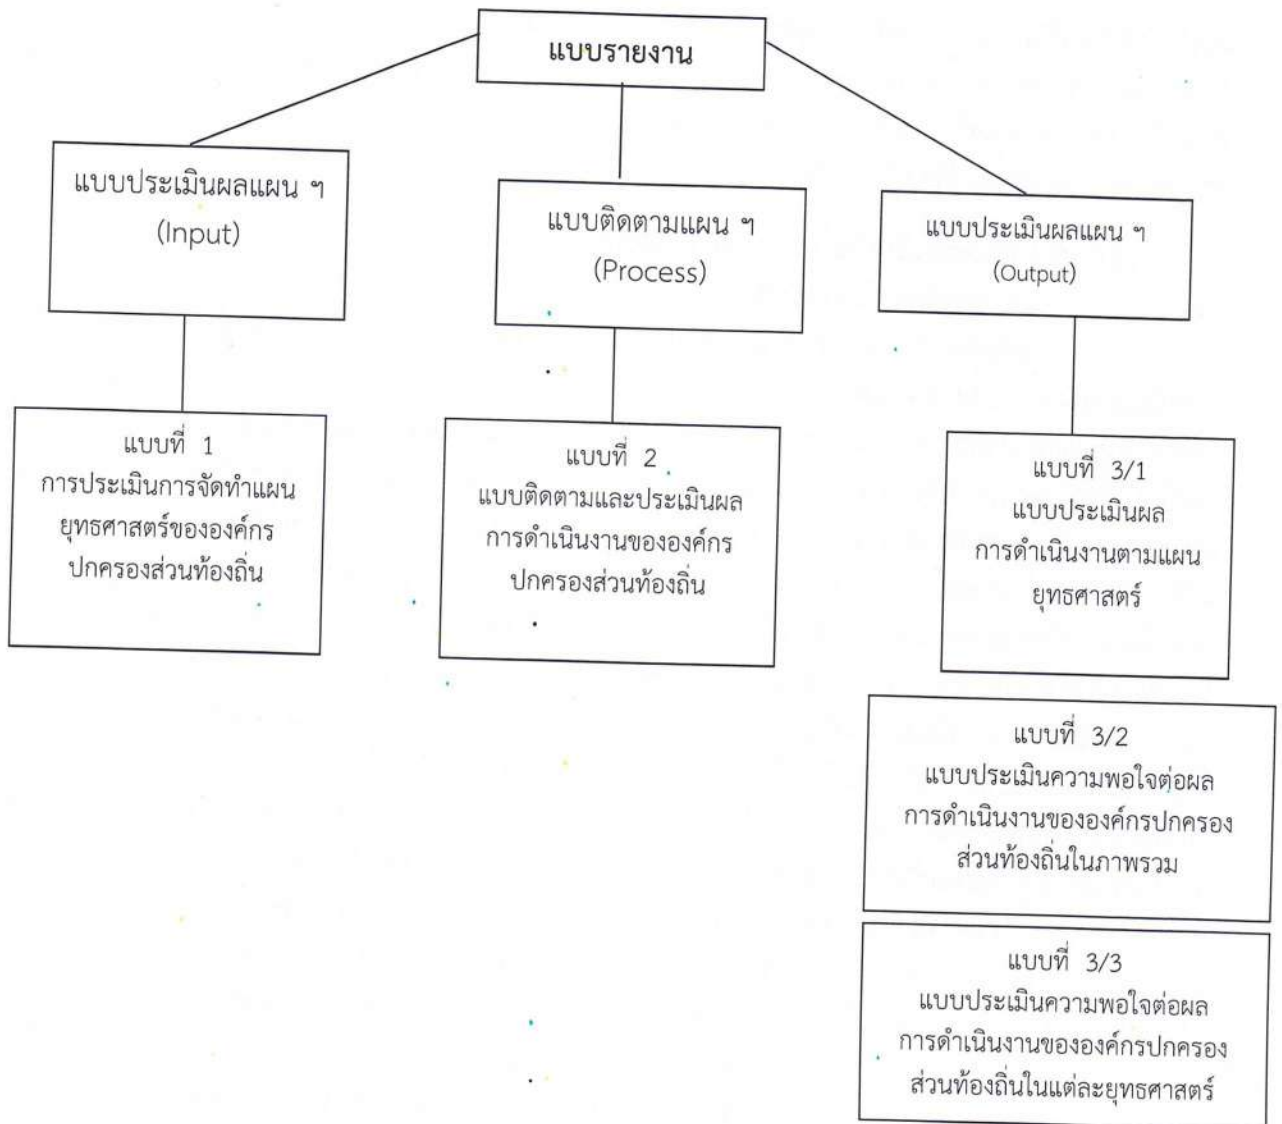 แบบรายงาน
แบบประเมินผลแผน ฯ
(Input)
แบบติดตามแผน ฯ
(Process)
แบบประเมินผลแผน ฯ
(Output)
แบบที่ 1
การประเมินการจัดทำแผน
ยุทธศาสตร์ขององค์กร
ปกครองส่วนท้องถิ่น
แบบที่ 2
แบบติดตามและประเมินผล
การดำเนินงานขององค์กร
ปกครองส่วนท้องถิ่น
แบบที่ 3/1
แบบประเมินผล
การดำเนินงานตามแผน
ยุทธศาสตร์
แบบที่ 3/2
แบบประเมินความพอใจต่อผล
การดำเนินงานขององค์กรปกครอง
ส่วนท้องถิ่นในภาพรวม
แบบที่ 3/3
แบบประเมินความพอใจต่อผล
การดำเนินงานขององค์กรปกครอง
ส่วนท้องถิ่นในแต่ละยุทธศาสตร์